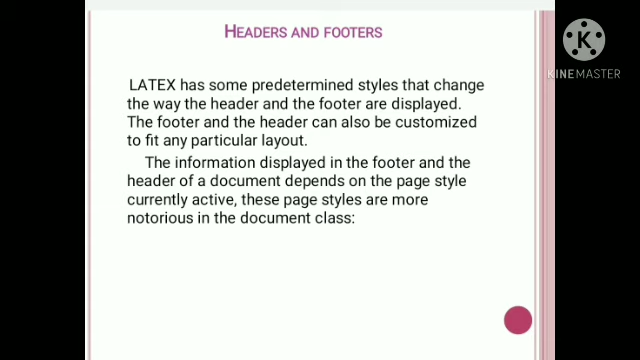 HEADERS AND FOOTERS
LATEX has some predetermined styles that change
the way the header and the footer are displayed.
The footer and the header can also be customized
to fit any particular layout.
The information displayed in the footer and the
header of a document depends on the page style
currently active, these page styles are more
notorious in the document class:
K
KINEMASTER